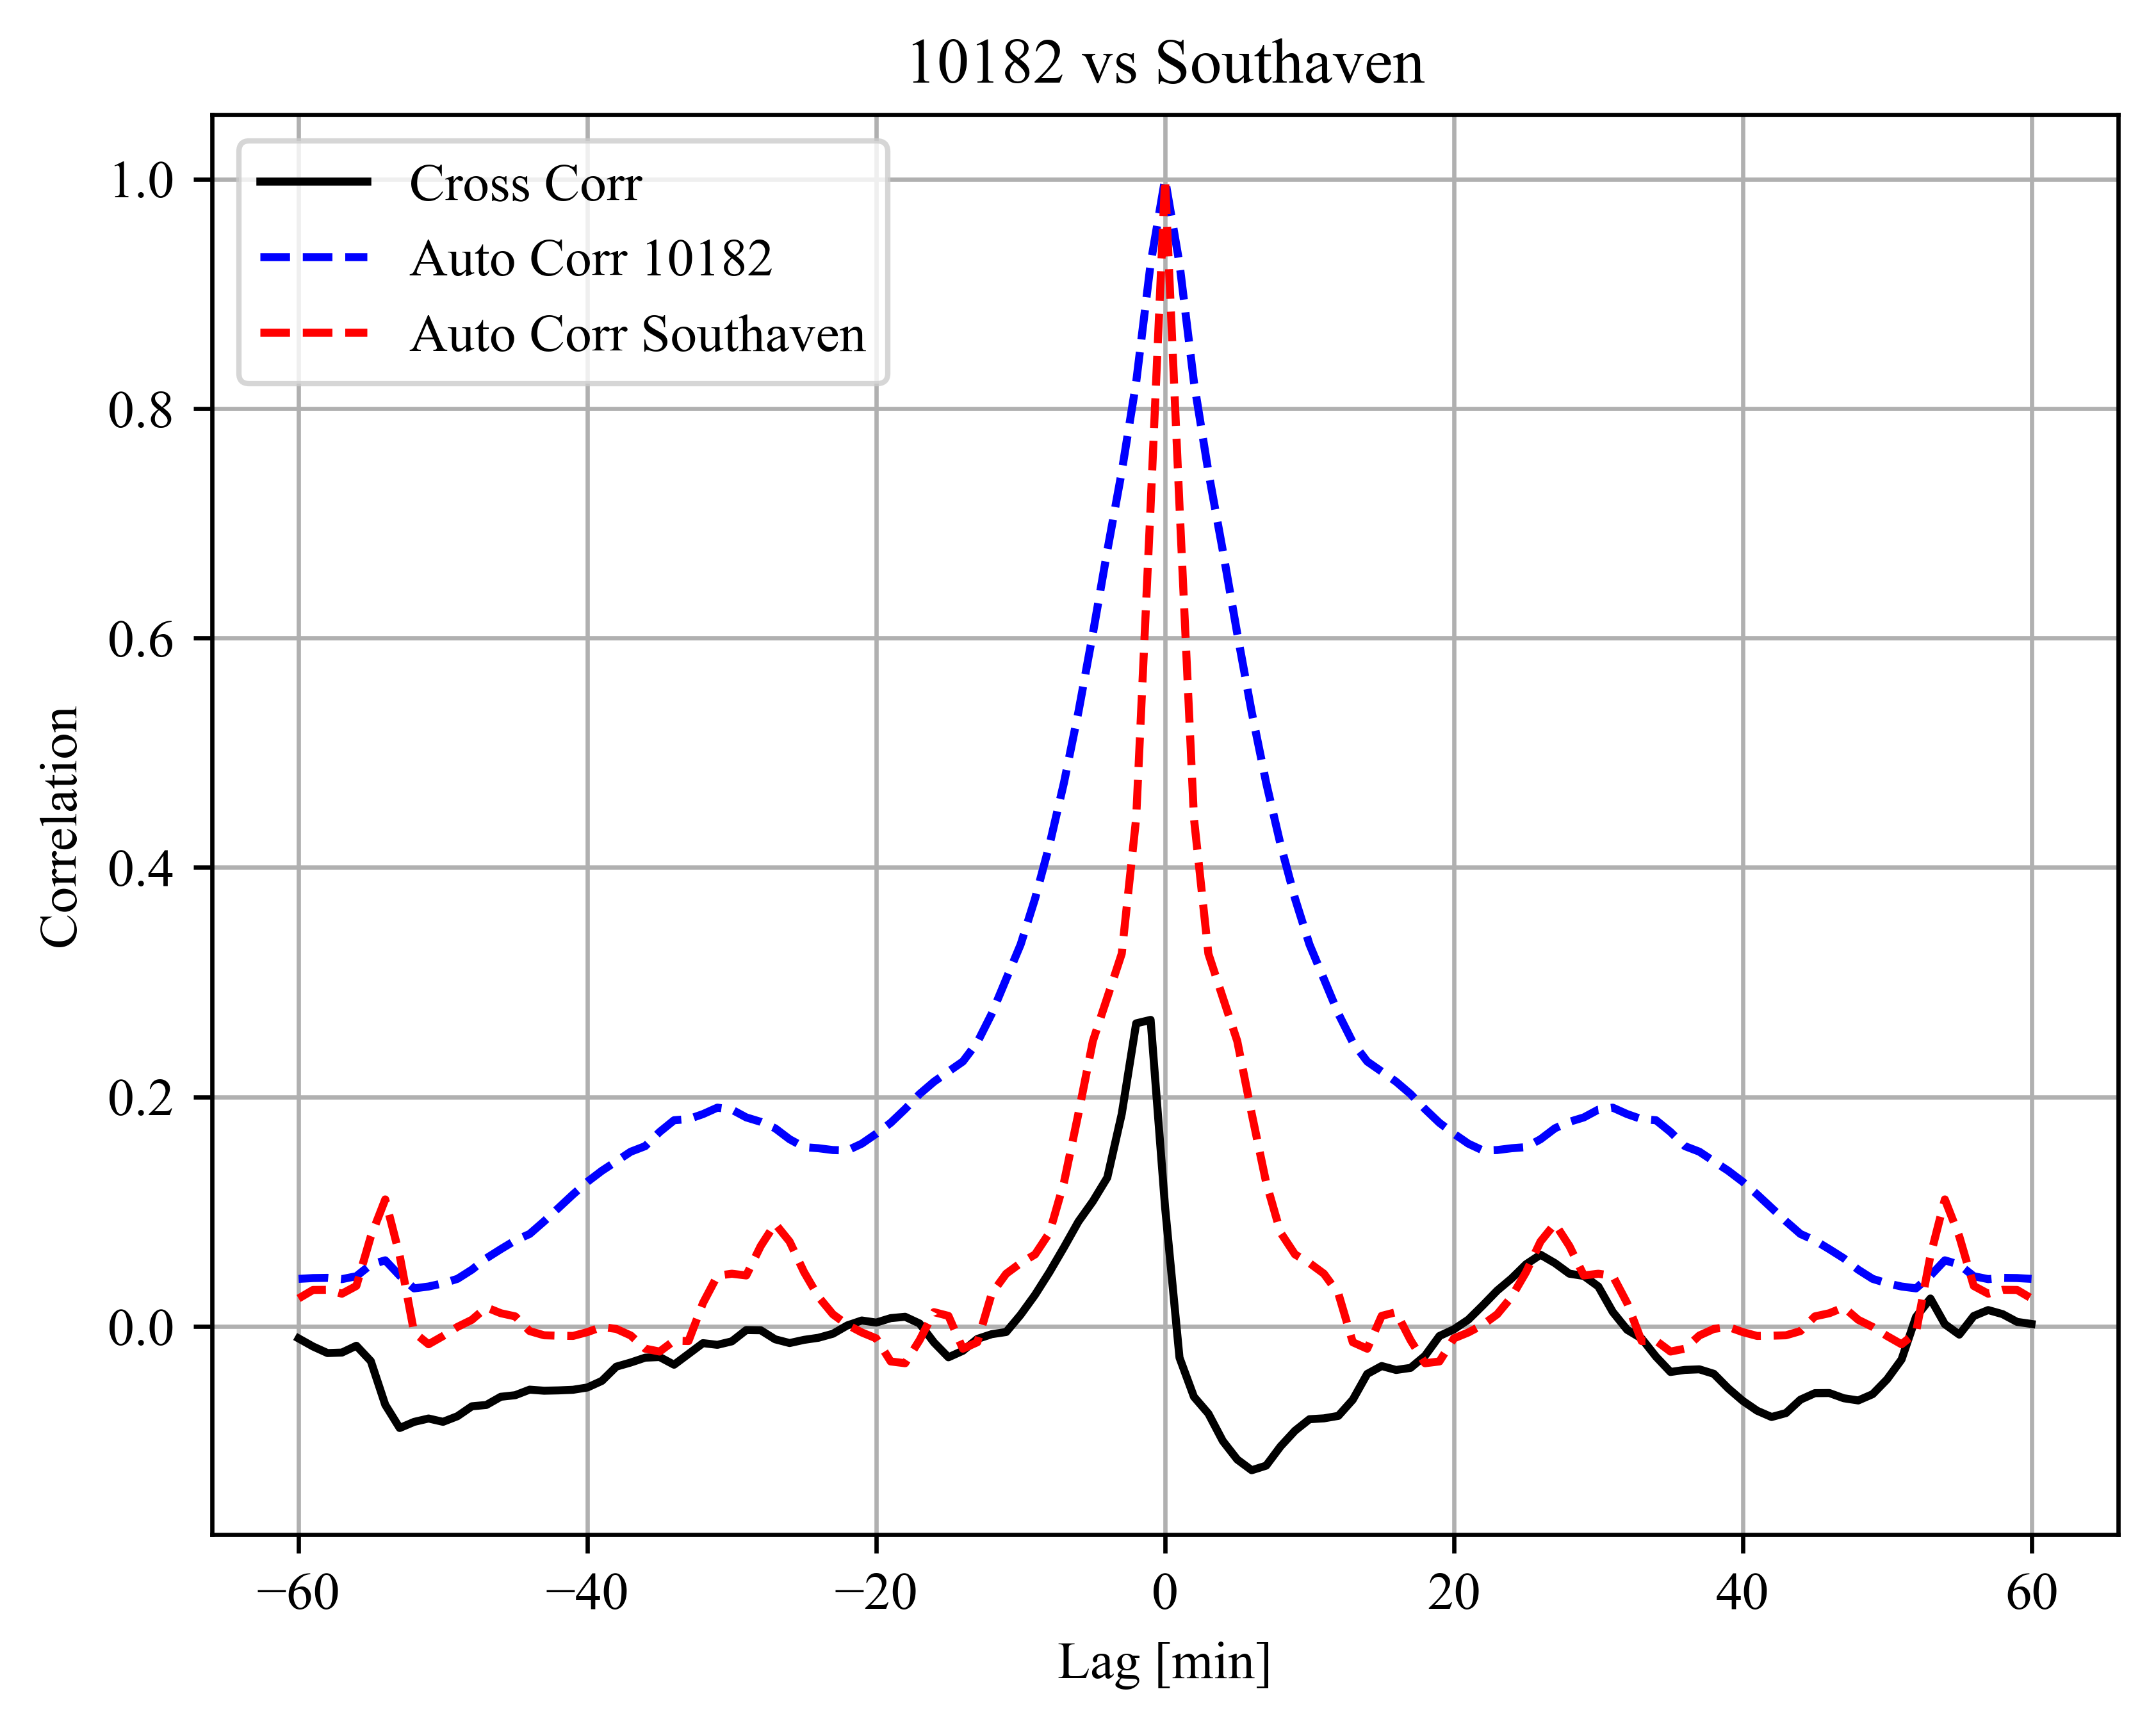 10182 vs Southaven
Cross Corr
Auto Corr 10182
Auto Corr Southaven
1.0
0.8
0.6
0.4
0.2
0.0
Correlation
−60 −40 −20 0 20 40 60
Lag [min]